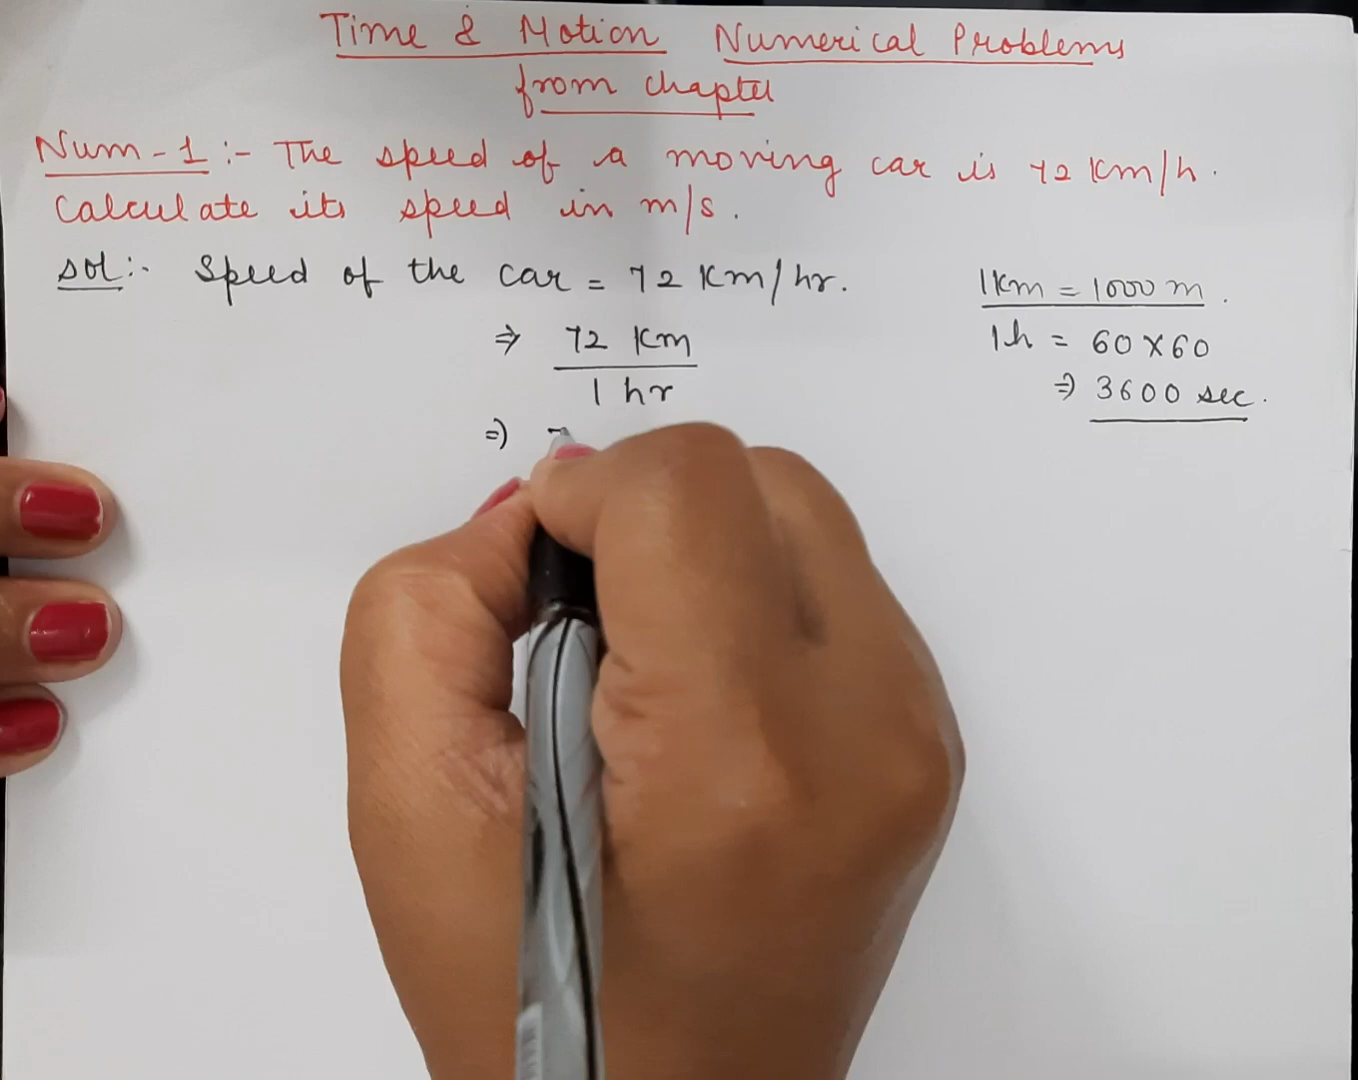 Time & Motion Numerical Problems
from chapter
Num-1:- The speed of a moving car is 72 Km/h.
Calculate its speed in m/s.
Sol:- Speed of the car = 72 Km/hr.
⇒ 72 Km
1 hr
⇒
1Km = 1000 m.
1h = 60×60
⇒ 3600 sec.